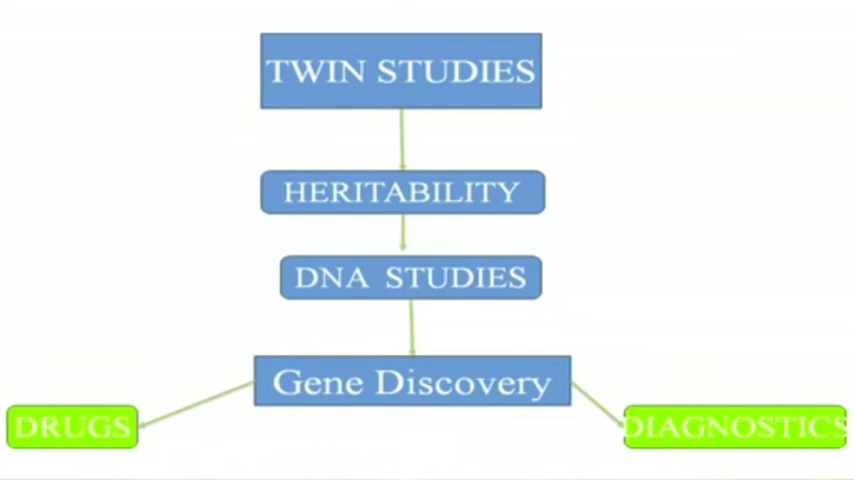 TWIN STUDIES
HERITABILITY
DNA STUDIES
Gene Discovery
DRUGS
DIAGNOSTICS